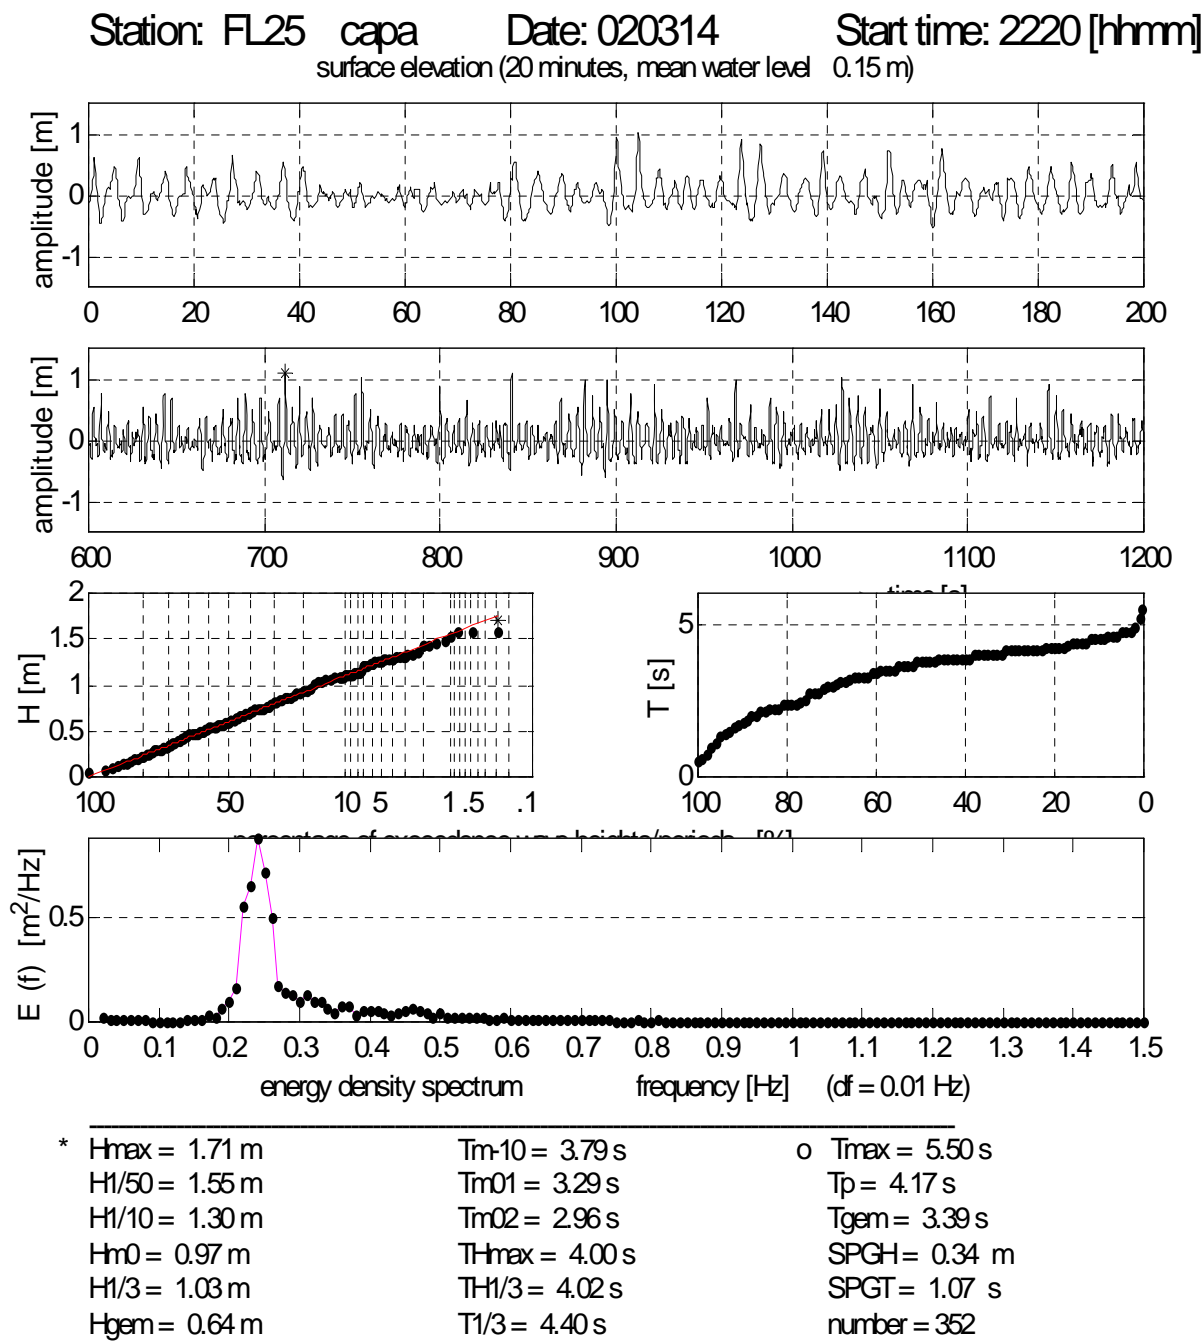 Station: FL25 capa Date: 020314 Start time: 2220 [hhmm]
surface elevation (20 minutes, mean water level 0.15 m)
amplitude [m]
1
0
-1
0 20 40 60 80 100 120 140 160 180 200
amplitude [m]
1
0
-1
600 700 800 900 1000 1100 1200
time [s]
H [m]
2
1.5
1
0.5
0
100 50 10 5 1 .5 .1
T [s]
5
0
100 80 60 40 20 0
percentage of exceedance wave heights/periods [%]
E (f) [m²/Hz]
0.5
0
0 0.1 0.2 0.3 0.4 0.5 0.6 0.7 0.8 0.9 1 1.1 1.2 1.3 1.4 1.5
energy density spectrum frequency [Hz] (df = 0.01 Hz)
* Hmax = 1.71 m Tm-10 = 3.79 s o Tmax = 5.50 s
H1/50 = 1.55 m Tm01 = 3.29 s Tp = 4.17 s
H1/10 = 1.30 m Tm02 = 2.96 s Tgem = 3.39 s
Hm0 = 0.97 m THmax = 4.00 s SPGH = 0.34 m
H1/3 = 1.03 m TH1/3 = 4.02 s SPGT = 1.07 s
Hgem = 0.64 m T1/3 = 4.40 s number = 352